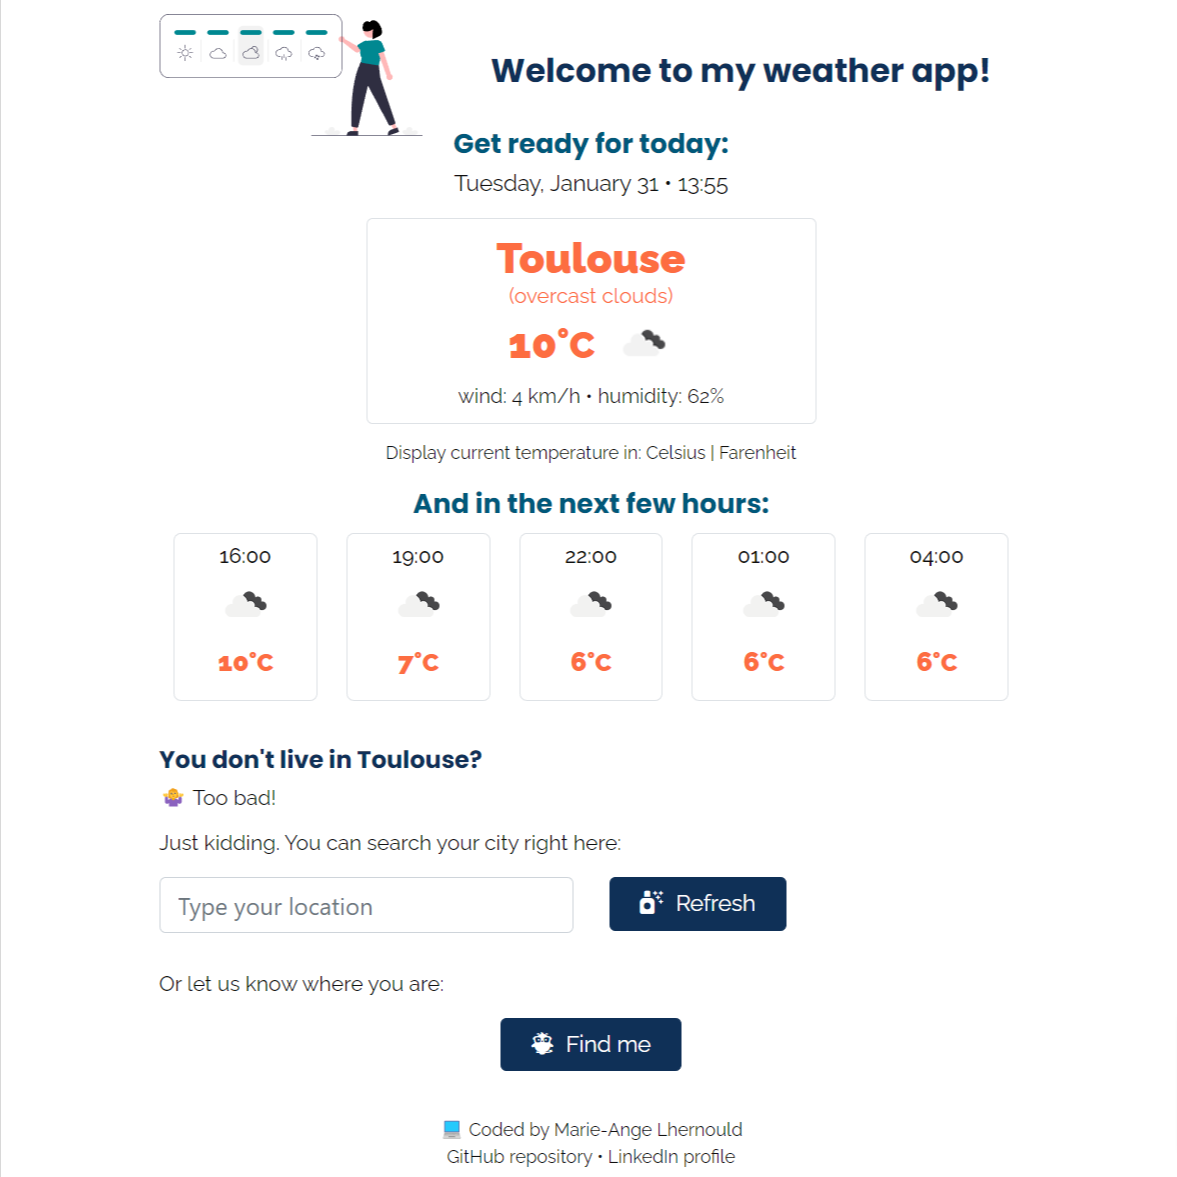 Welcome to my weather app!
Get ready for today:
Tuesday, January 31 • 13:55
Toulouse
(overcast clouds)
10°C
wind: 4 km/h • humidity: 62%
Display current temperature in: Celsius | Farenheit
And in the next few hours:
16:00 19:00 22:00 01:00 04:00
10°C 7°C 6°C 6°C 6°C
You don't live in Toulouse?
🤷 Too bad!
Just kidding. You can search your city right here:
Type your location
Refresh
Or let us know where you are:
Find me
💻 Coded by Marie-Ange Lhernould
GitHub repository • LinkedIn profile